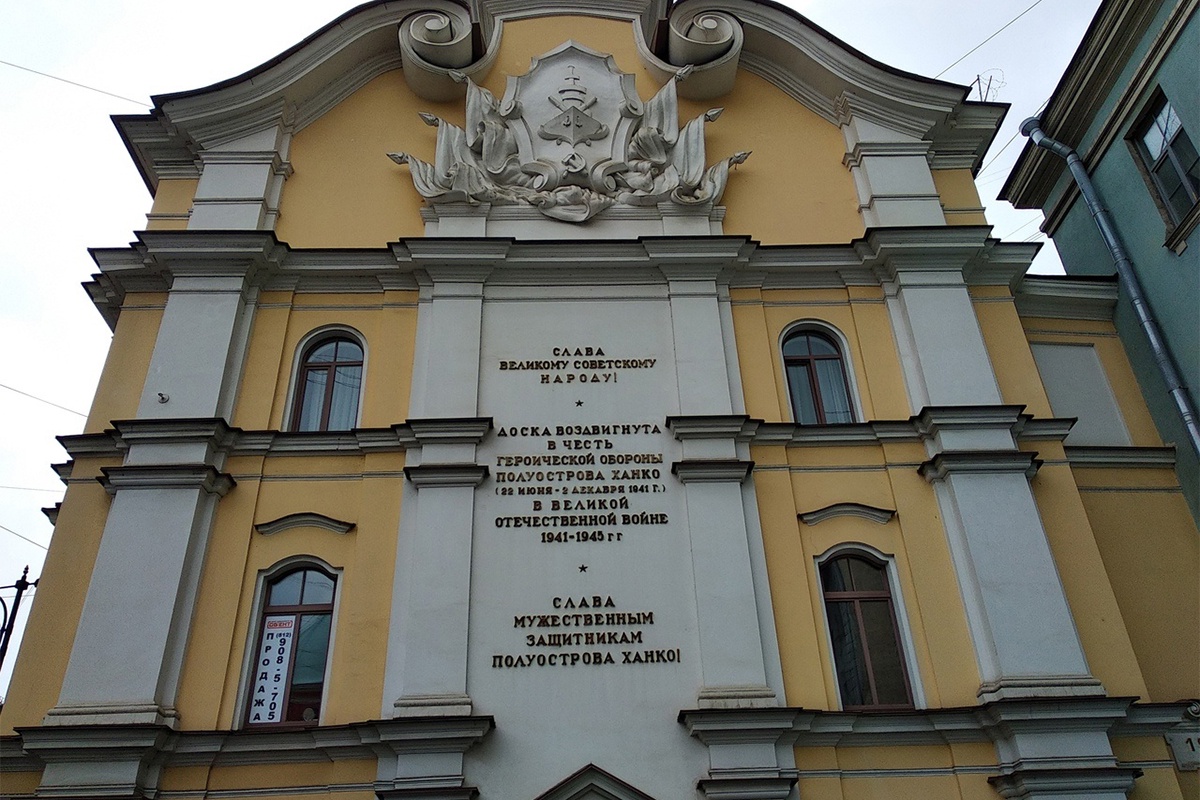 СЛАВА
ВЕЛИКОМУ СОВЕТСКОМУ
НАРОДУ!
ДОСКА ВОЗДВИГНУТА
В ЧЕСТЬ
ГЕРОИЧЕСКОЙ ОБОРОНЫ
ПОЛУОСТРОВА ХАНКО
(22 ИЮНЯ - 2 ДЕКАБРЯ 1941 Г.)
В ВЕЛИКОЙ
ОТЕЧЕСТВЕННОЙ ВОЙНЕ
1941-1945 гг
СЛАВА
МУЖЕСТВЕННЫМ
ЗАЩИТНИКАМ
ПОЛУОСТРОВА ХАНКО!
ПРОДАЖА
(812)
908-5-705